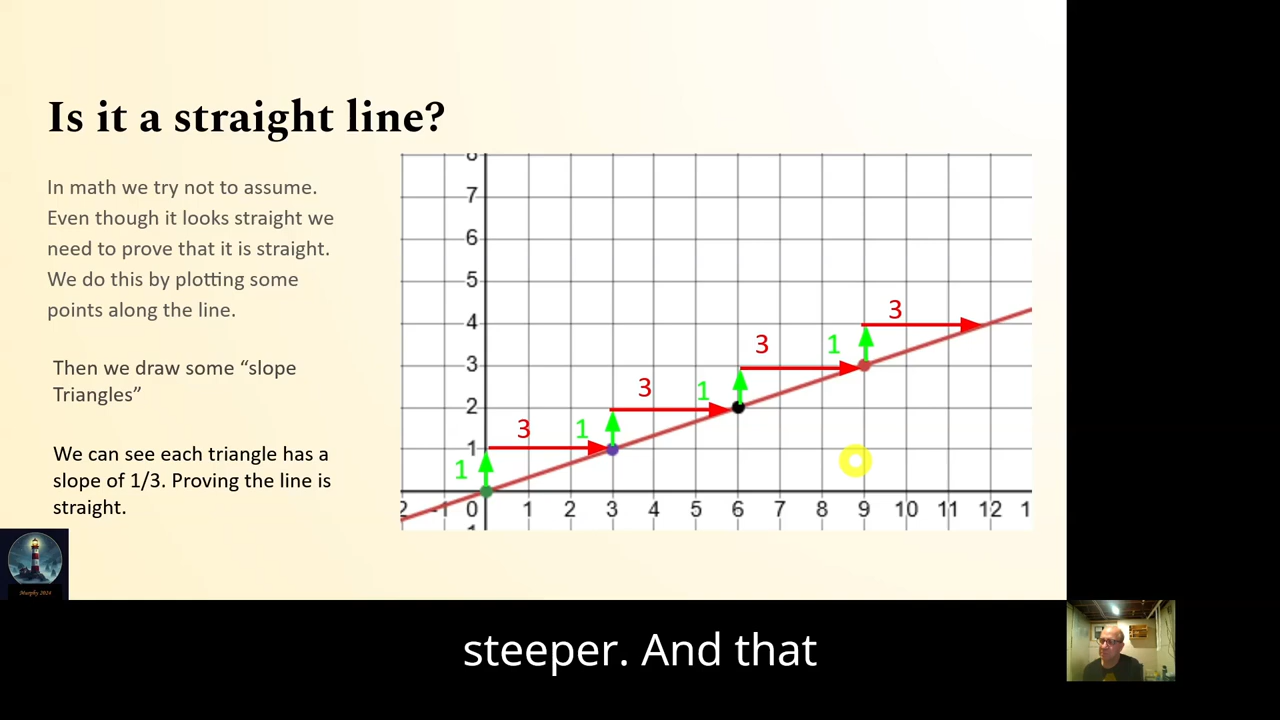 Is it a straight line?
In math we try not to assume.
Even though it looks straight we
need to prove that it is straight.
We do this by plotting some
points along the line.
Then we draw some “slope
Triangles”
We can see each triangle has a
slope of 1/3. Proving the line is
straight.
7
6
5
4
3
2
1
3
3
3
3
1
1
1
1
0 1 2 3 4 5 6 7 8 9 10 11 12
Murphy 2024
steeper. And that